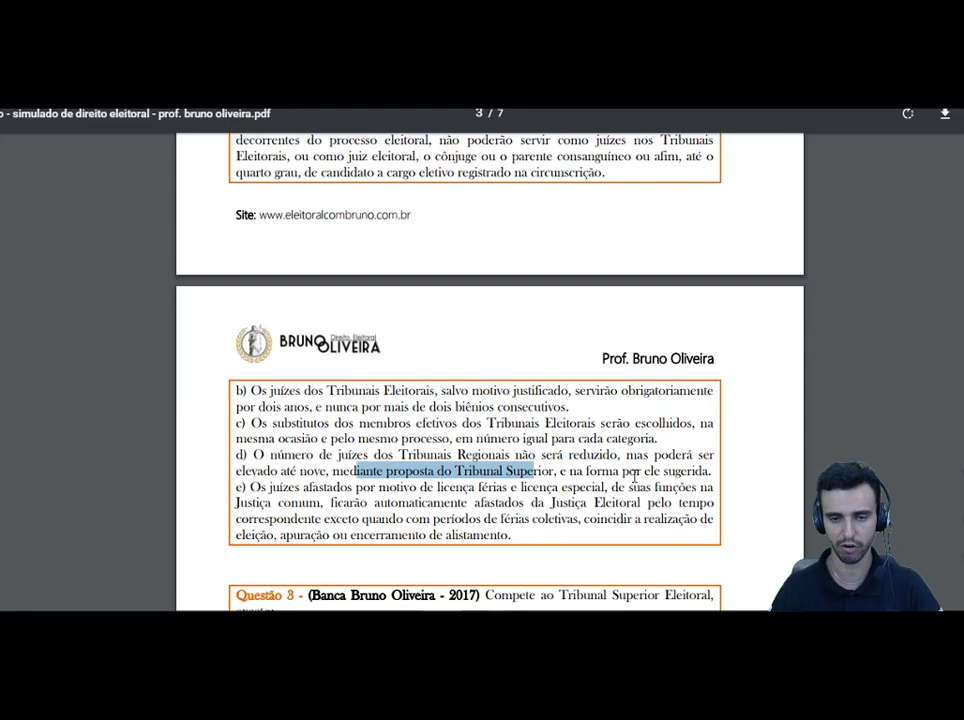 o - simulado de direito eleitoral - prof. bruno oliveira.pdf
3 / 7
decorrentes do processo eleitoral, não poderão servir como juízes nos Tribunais
Eleitorais, ou como juiz eleitoral, o cônjuge ou o parente consanguíneo ou afim, até o
quarto grau, de candidato a cargo eletivo registrado na circunscrição.
Site: www.eleitoralcombruno.com.br
BRUNO Direito Eleitoral
OLIVEIRA
Prof. Bruno Oliveira
b) Os juízes dos Tribunais Eleitorais, salvo motivo justificado, servirão obrigatoriamente
por dois anos, e nunca por mais de dois biênios consecutivos.
c) Os substitutos dos membros efetivos dos Tribunais Eleitorais serão escolhidos, na
mesma ocasião e pelo mesmo processo, em número igual para cada categoria.
d) O número de juízes dos Tribunais Regionais não será reduzido, mas poderá ser
elevado até nove, mediante proposta do Tribunal Superior, e na forma por ele sugerida.
e) Os juízes afastados por motivo de licença férias e licença especial, de suas funções na
Justiça comum, ficarão automaticamente afastados da Justiça Eleitoral pelo tempo
correspondente exceto quando com períodos de férias coletivas, coincidir a realização de
eleição, apuração ou encerramento de alistamento.
Questão 3 - (Banca Bruno Oliveira - 2017) Compete ao Tribunal Superior Eleitoral,